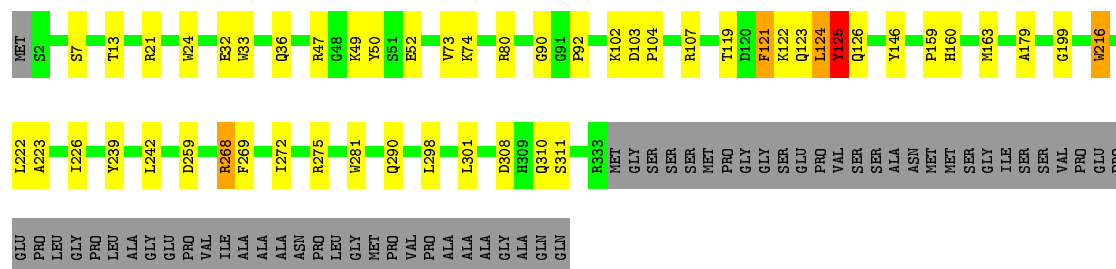 MET S2 S7 T13 R21 W24 E32 W33 Q36 R47 G48 K49 Y50 S51 E52 V73 K74 R80 G90 G91 P92 K102 D103 P104 R107 T119 D120 F121 K122 Q123 L124 Y125 Q126 Y146 P159 H160 M163 A179 G199 W216
L222 A223 I226 Y239 L242 D259 R268 F269 I272 R275 W281 Q290 L298 L301 D308 H309 Q310 S311 R333 MET GLY SER SER SER MET PRO GLY GLY SER GLU PRO VAL SER SER ALA ASN MET MET SER GLY ILE SER SER VAL PRO GLU PRO
GLU PRO LEU GLY PRO LEU ALA GLY GLU PRO VAL ILE ALA ALA ALA ASN PRO LEU GLY MET PRO VAL PRO ALA ALA ALA GLY ALA GLN GLN